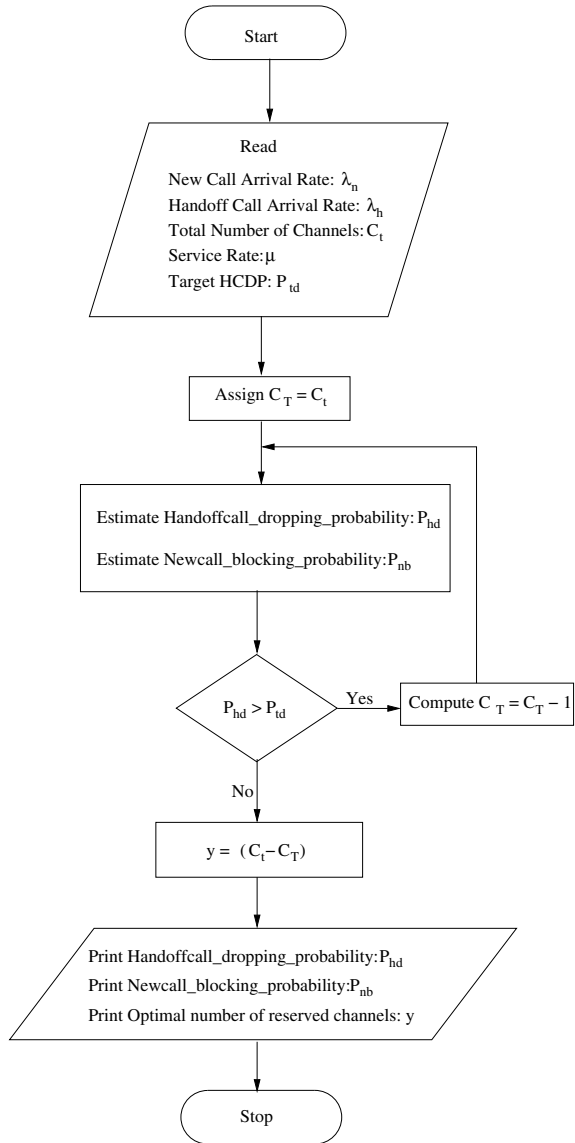 Start
Read
New Call Arrival Rate: λn
Handoff Call Arrival Rate: λh
Total Number of Channels: Ct
Service Rate: μ
Target HCDP: Ptd
Assign CT = Ct
Estimate Handoffcall_dropping_probability: Phd
Estimate Newcall_blocking_probability: Pnb
Phd > Ptd
Yes
Compute CT = CT − 1
No
y = (Ct − CT)
Print Handoffcall_dropping_probability: Phd
Print Newcall_blocking_probability: Pnb
Print Optimal number of reserved channels: y
Stop